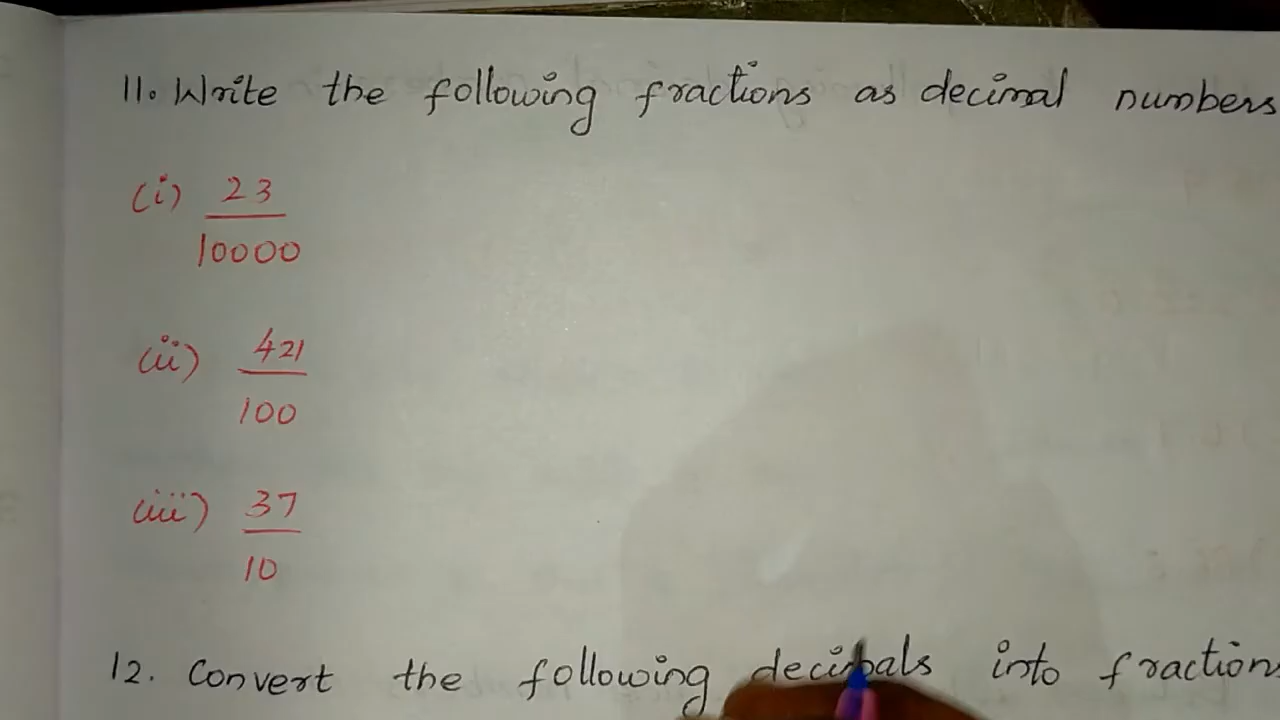 11. Write the following fractions as decimal numbers
(i) 23
10000
(ii) 421
100
(iii) 37
10
12. Convert the following decimals into fractions